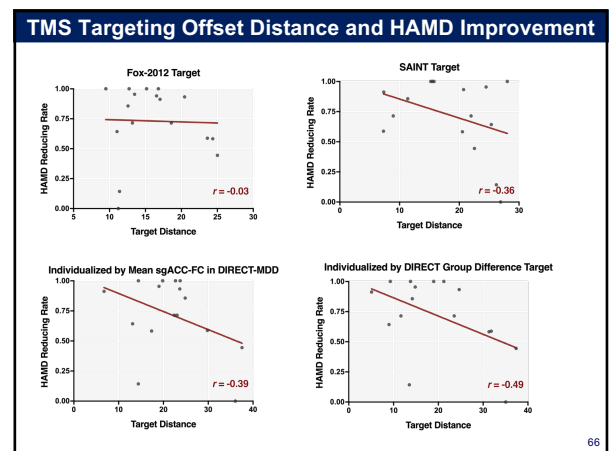 TMS Targeting Offset Distance and HAMD Improvement
Fox-2012 Target
HAMD Reducing Rate
1.00
0.75
0.50
0.25
0.00
r = -0.03
5 10 15 20 25 30
Target Distance
SAINT Target
HAMD Reducing Rate
1.00
0.75
0.50
0.25
0.00
r = -0.36
0 10 20 30
Target Distance
Individualized by Mean sgACC-FC in DIRECT-MDD
HAMD Reducing Rate
1.00
0.75
0.50
0.25
0.00
r = -0.39
0 10 20 30 40
Target Distance
Individualized by DIRECT Group Difference Target
HAMD Reducing Rate
1.00
0.75
0.50
0.25
0.00
r = -0.49
0 10 20 30 40
Target Distance
66